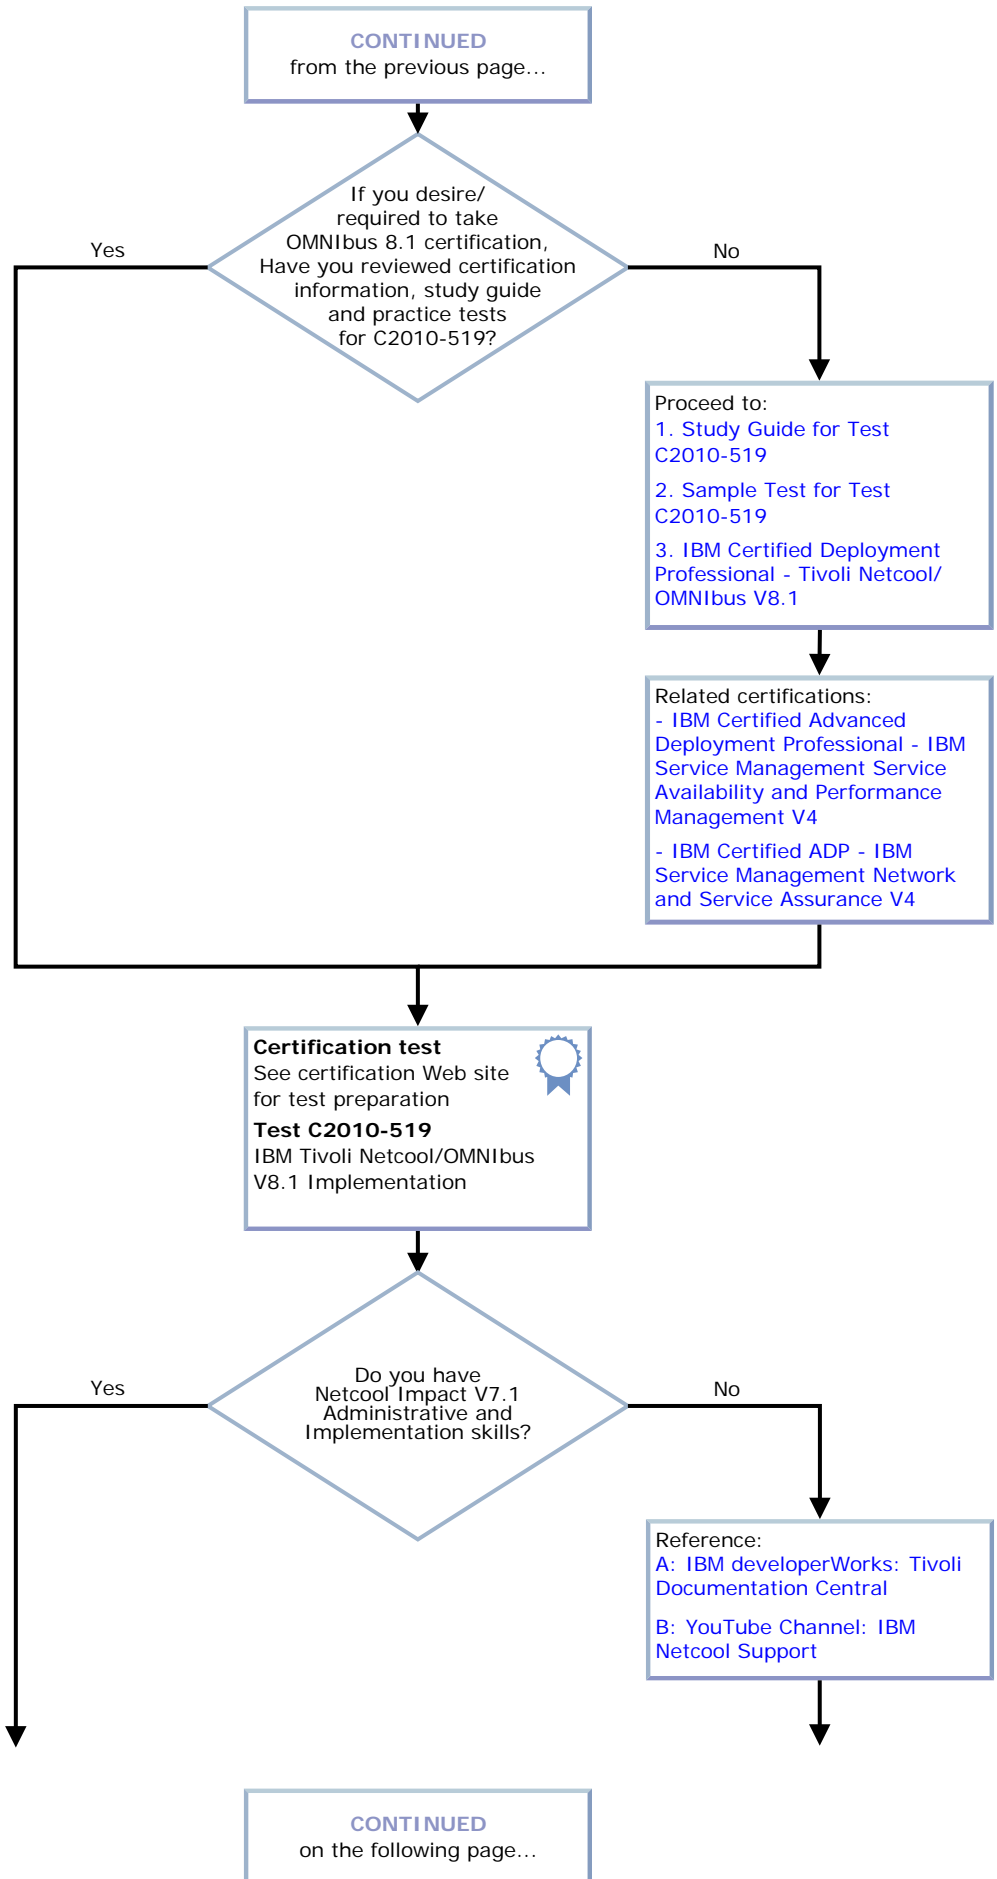 CONTINUED
from the previous page...
If you desire/
required to take
OMNIbus 8.1 certification,
Have you reviewed certification
information, study guide
and practice tests
for C2010-519?
Yes
No
Proceed to:
1. Study Guide for Test
C2010-519
2. Sample Test for Test
C2010-519
3. IBM Certified Deployment
Professional - Tivoli Netcool/
OMNIbus V8.1
Related certifications:
- IBM Certified Advanced
Deployment Professional - IBM
Service Management Service
Availability and Performance
Management V4
- IBM Certified ADP - IBM
Service Management Network
and Service Assurance V4
Certification test
See certification Web site
for test preparation
Test C2010-519
IBM Tivoli Netcool/OMNIbus
V8.1 Implementation
Do you have
Netcool Impact V7.1
Administrative and
Implementation skills?
Yes
No
Reference:
A: IBM developerWorks: Tivoli
Documentation Central
B: YouTube Channel: IBM
Netcool Support
CONTINUED
on the following page...